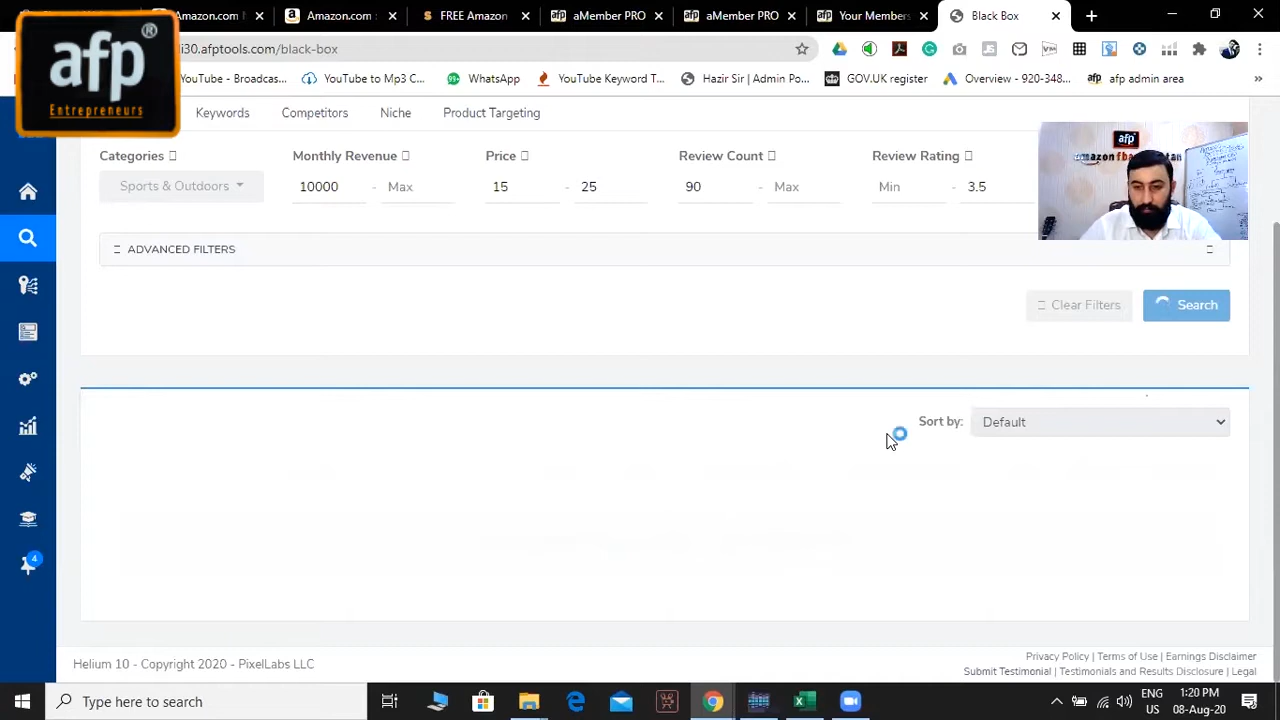 Amazon.com
Amazon.com
FREE Amazon
aMember PRO
aMember PRO
Your Members
Black Box
i30.afptools.com/black-box
YouTube - Broadcas...
YouTube to Mp3 C...
WhatsApp
YouTube Keyword T...
Hazir Sir | Admin Po...
GOV.UK register
Overview - 920-348...
afp admin area
afp
Entrepreneurs
Keywords
Competitors
Niche
Product Targeting
Categories
Monthly Revenue
Price
Review Count
Review Rating
Sports & Outdoors
10000 - Max
15 - 25
90 - Max
Min - 3.5
afp
ADVANCED FILTERS
Clear Filters
Search
Sort by:
Default
4
Helium 10 - Copyright 2020 - PixelLabs LLC
Privacy Policy | Terms of Use | Earnings Disclaimer
Submit Testimonial | Testimonials and Results Disclosure | Legal
Type here to search
ENG
US
1:20 PM
08-Aug-20